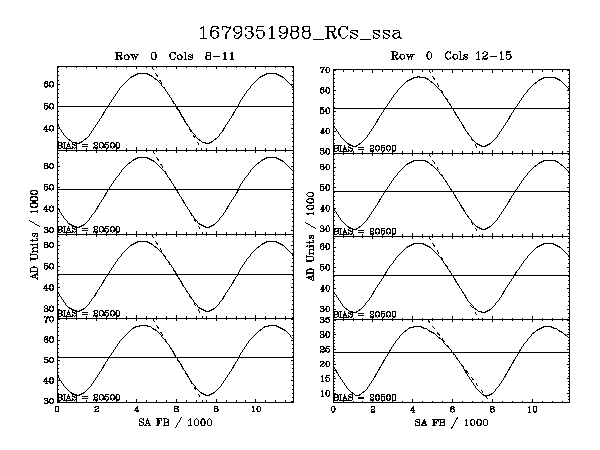 1679351988_RCs_ssa
Row 0 Cols 8-11
Row 0 Cols 12-15
AD Units / 1000
60
50
40
BIAS = 20500
60
50
40
30
BIAS = 20500
60
50
40
30
BIAS = 20500
70
60
50
40
30
BIAS = 20500
0 2 4 6 8 10
SA FB / 1000
AD Units / 1000
70
60
50
40
30
BIAS = 20500
60
50
40
30
BIAS = 20500
60
50
40
30
BIAS = 20500
35
30
25
20
15
10
BIAS = 20500
0 2 4 6 8 10
SA FB / 1000